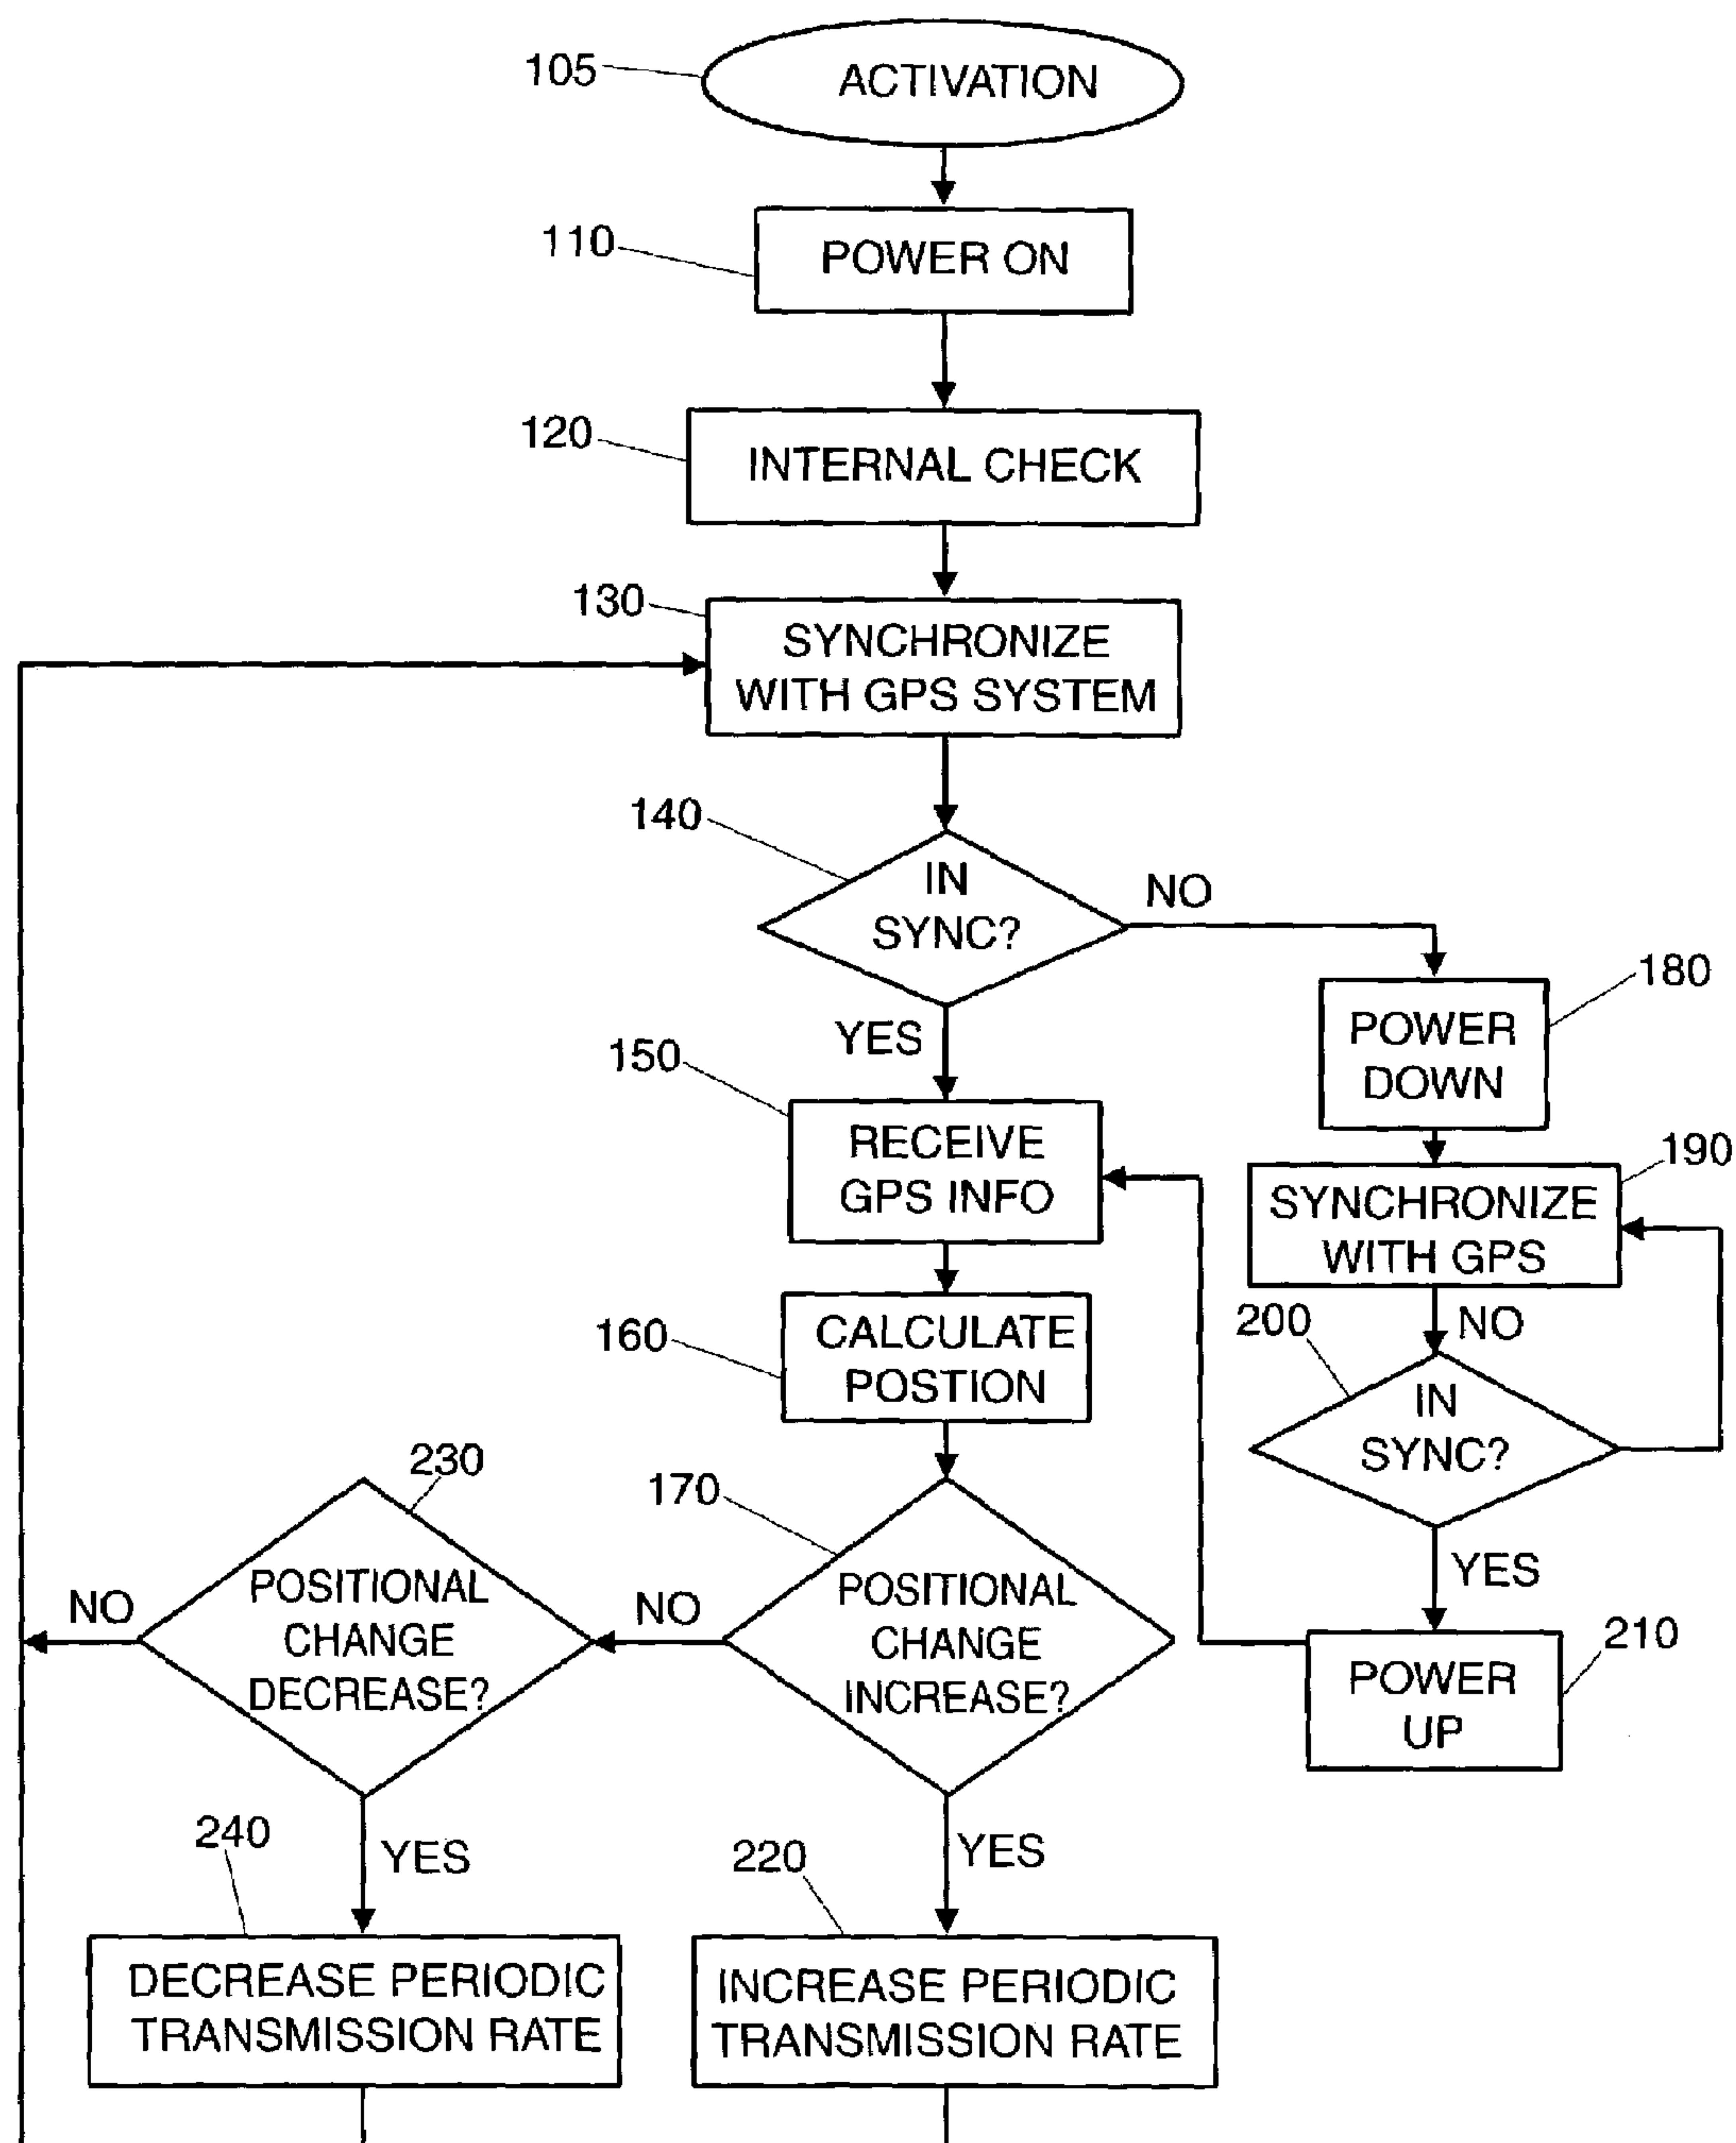 105
ACTIVATION
110
POWER ON
120
INTERNAL CHECK
130
SYNCHRONIZE
WITH GPS SYSTEM
140
IN
SYNC?
NO
YES
180
POWER
DOWN
150
RECEIVE
GPS INFO
190
SYNCHRONIZE
WITH GPS
NO
160
CALCULATE
POSTION
200
IN
SYNC?
YES
210
POWER
UP
170
POSITIONAL
CHANGE
INCREASE?
NO
230
POSITIONAL
CHANGE
DECREASE?
NO
YES
240
DECREASE PERIODIC
TRANSMISSION RATE
YES
220
INCREASE PERIODIC
TRANSMISSION RATE